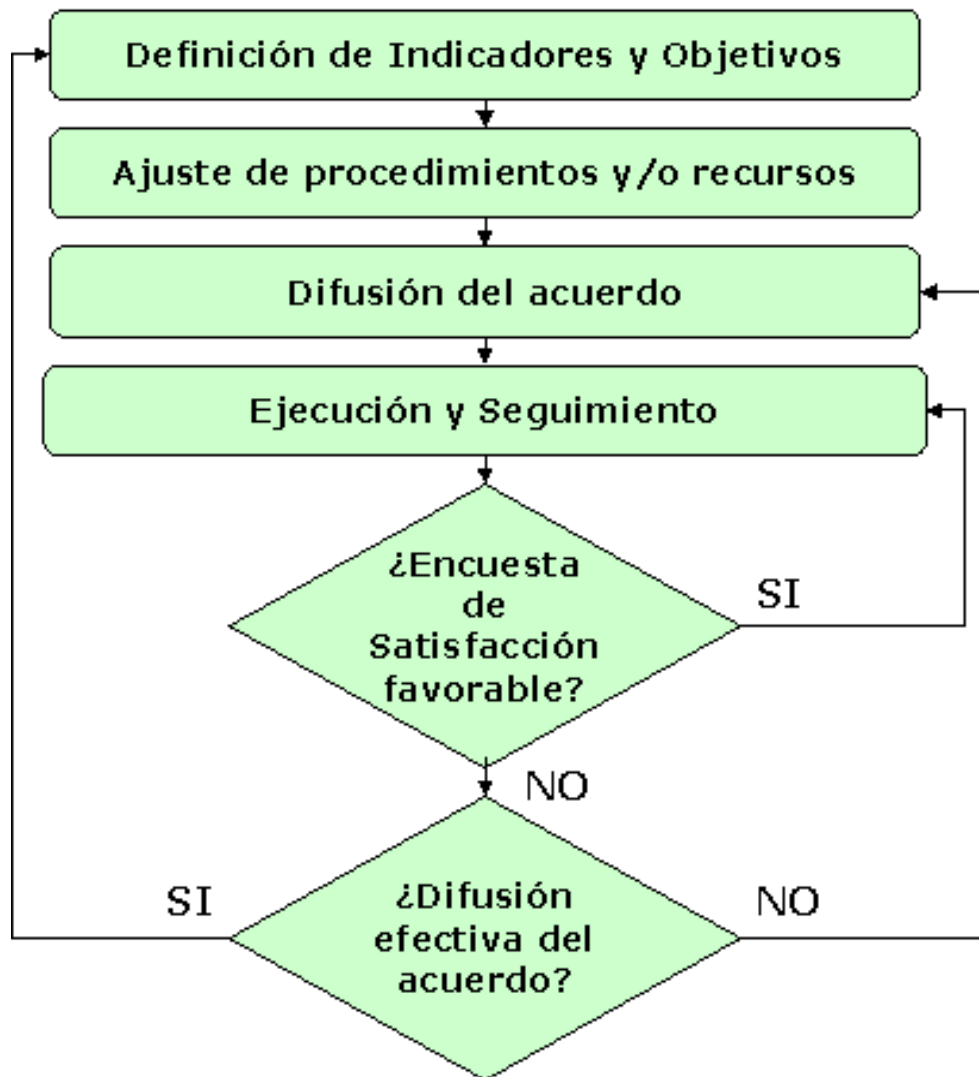 Definición de Indicadores y Objetivos
Ajuste de procedimientos y/o recursos
Difusión del acuerdo
Ejecución y Seguimiento
¿Encuesta
de
Satisfacción
favorable?
SI
NO
SI
¿Difusión
efectiva del
acuerdo?
NO